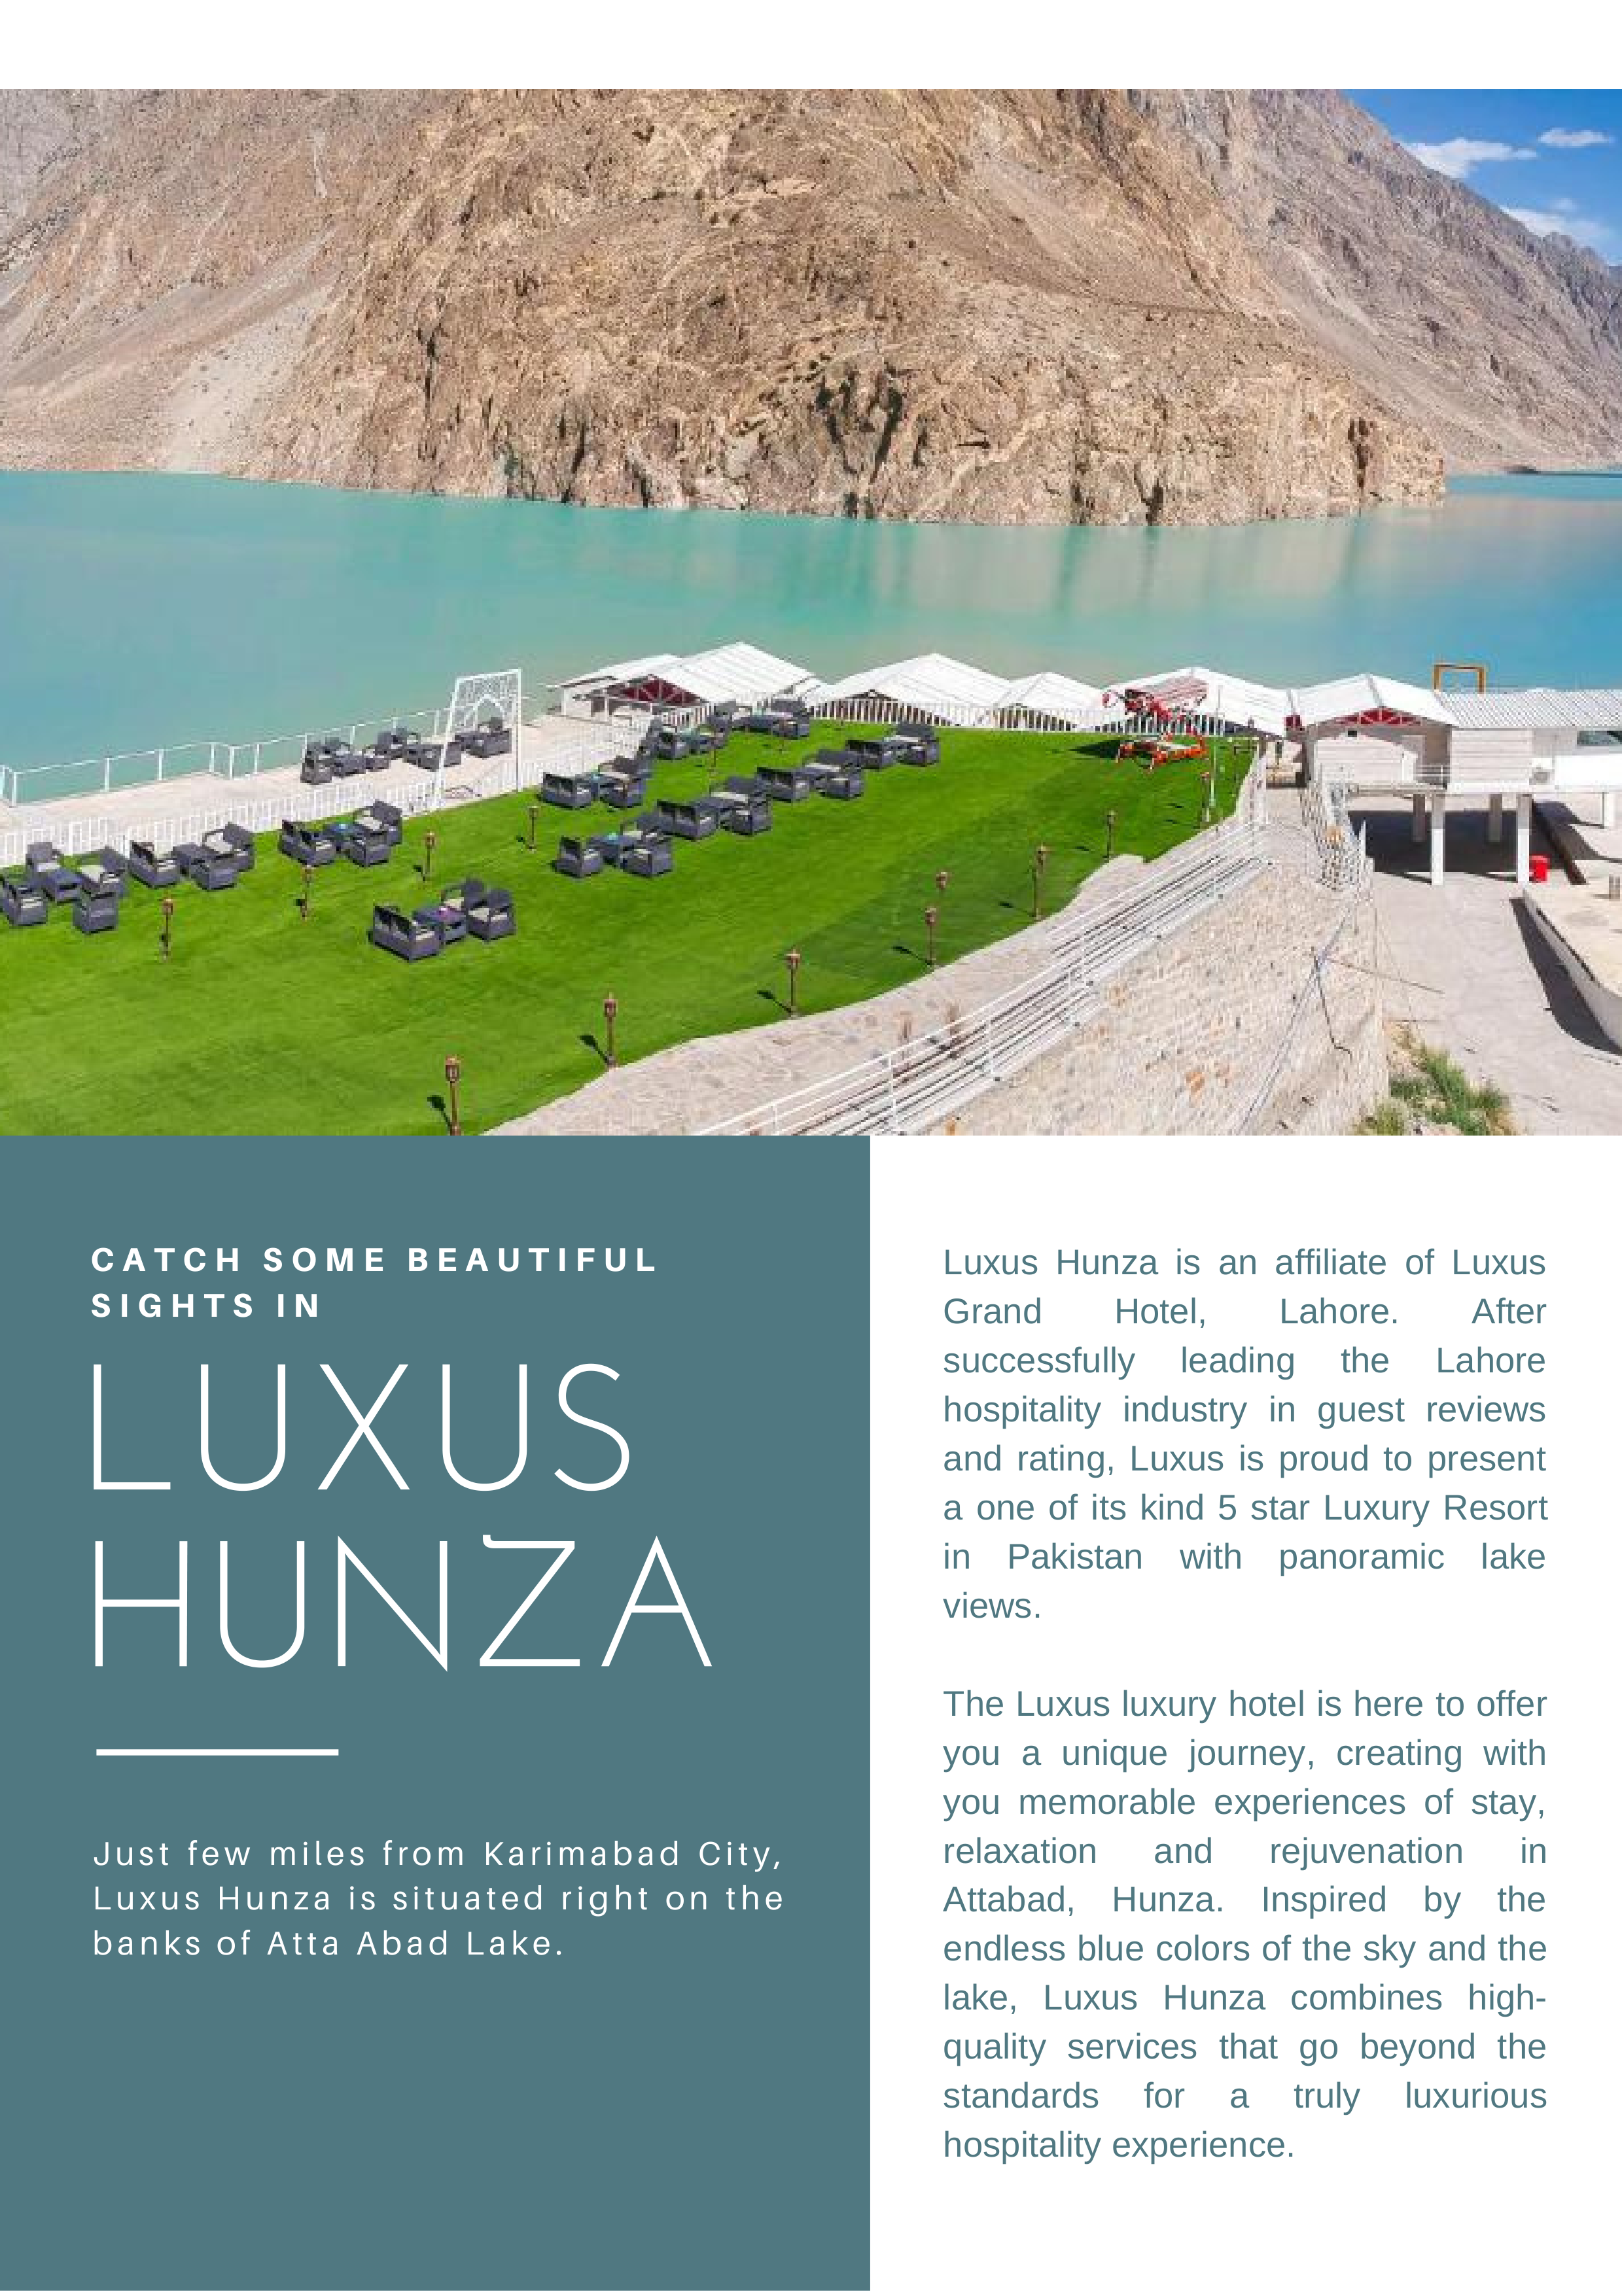 CATCH SOME BEAUTIFUL
SIGHTS IN
LUXUS
HUNZA
Just few miles from Karimabad City,
Luxus Hunza is situated right on the
banks of Atta Abad Lake.
Luxus Hunza is an affiliate of Luxus
Grand Hotel, Lahore. After
successfully leading the Lahore
hospitality industry in guest reviews
and rating, Luxus is proud to present
a one of its kind 5 star Luxury Resort
in Pakistan with panoramic lake
views.
The Luxus luxury hotel is here to offer
you a unique journey, creating with
you memorable experiences of stay,
relaxation and rejuvenation in
Attabad, Hunza. Inspired by the
endless blue colors of the sky and the
lake, Luxus Hunza combines high-
quality services that go beyond the
standards for a truly luxurious
hospitality experience.